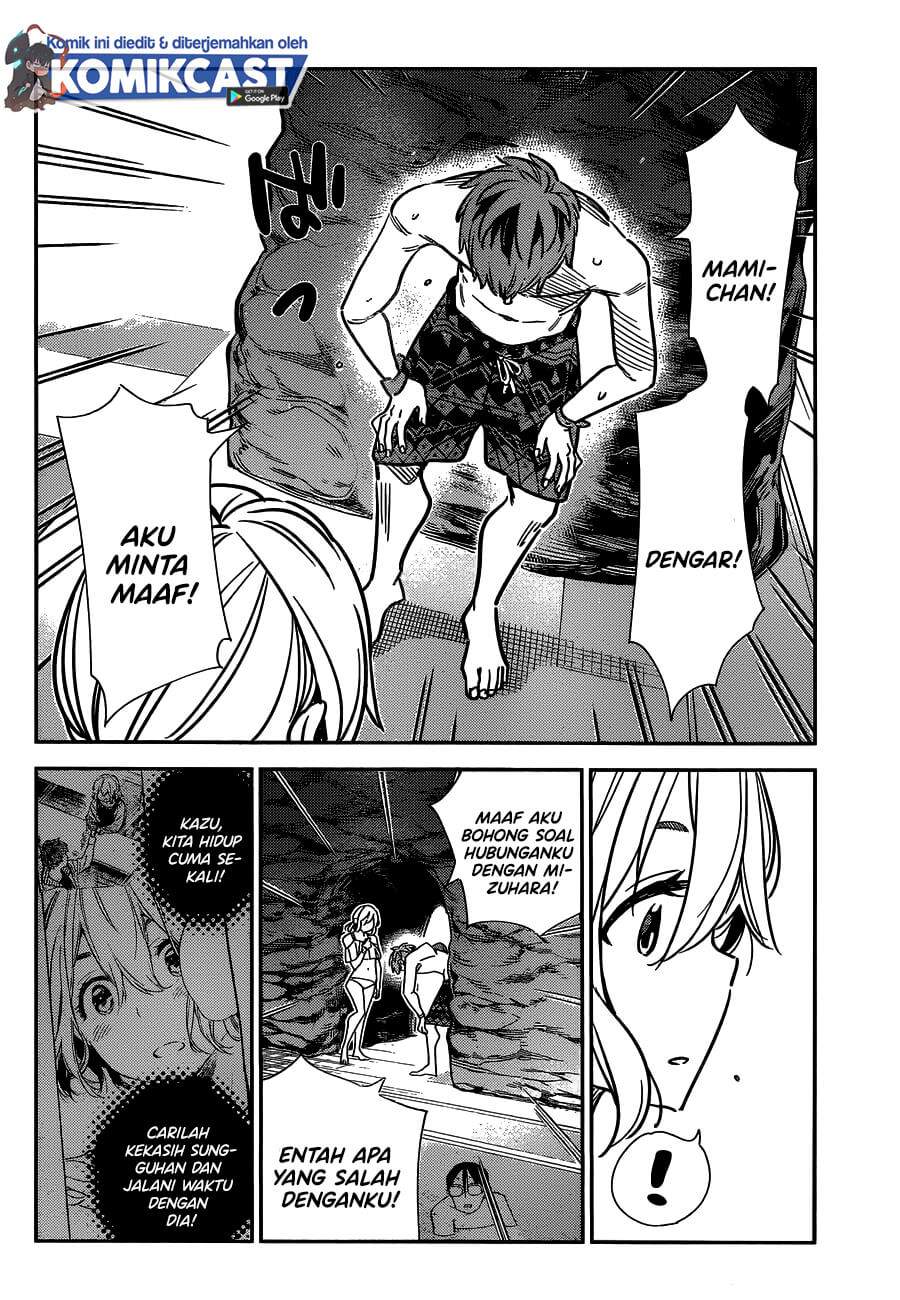 Komik ini diedit & diterjemahkan oleh
KOMIKCAST
GET IT ON
Google Play
MAMI-
CHAN!
DENGAR!
ばっ
AKU
MINTA
MAAF!
!
MAAF AKU
BOHONG SOAL
HUBUNGANKU
DENGAN MI-
ZUHARA!
ENTAH APA
YANG SALAH
DENGANKU!
KAZU,
KITA HIDUP
CUMA SE-
KALI!
CARILAH
KEKASIH SUNG-
GUHAN DAN
JALANI WAKTU
DENGAN
DIA!